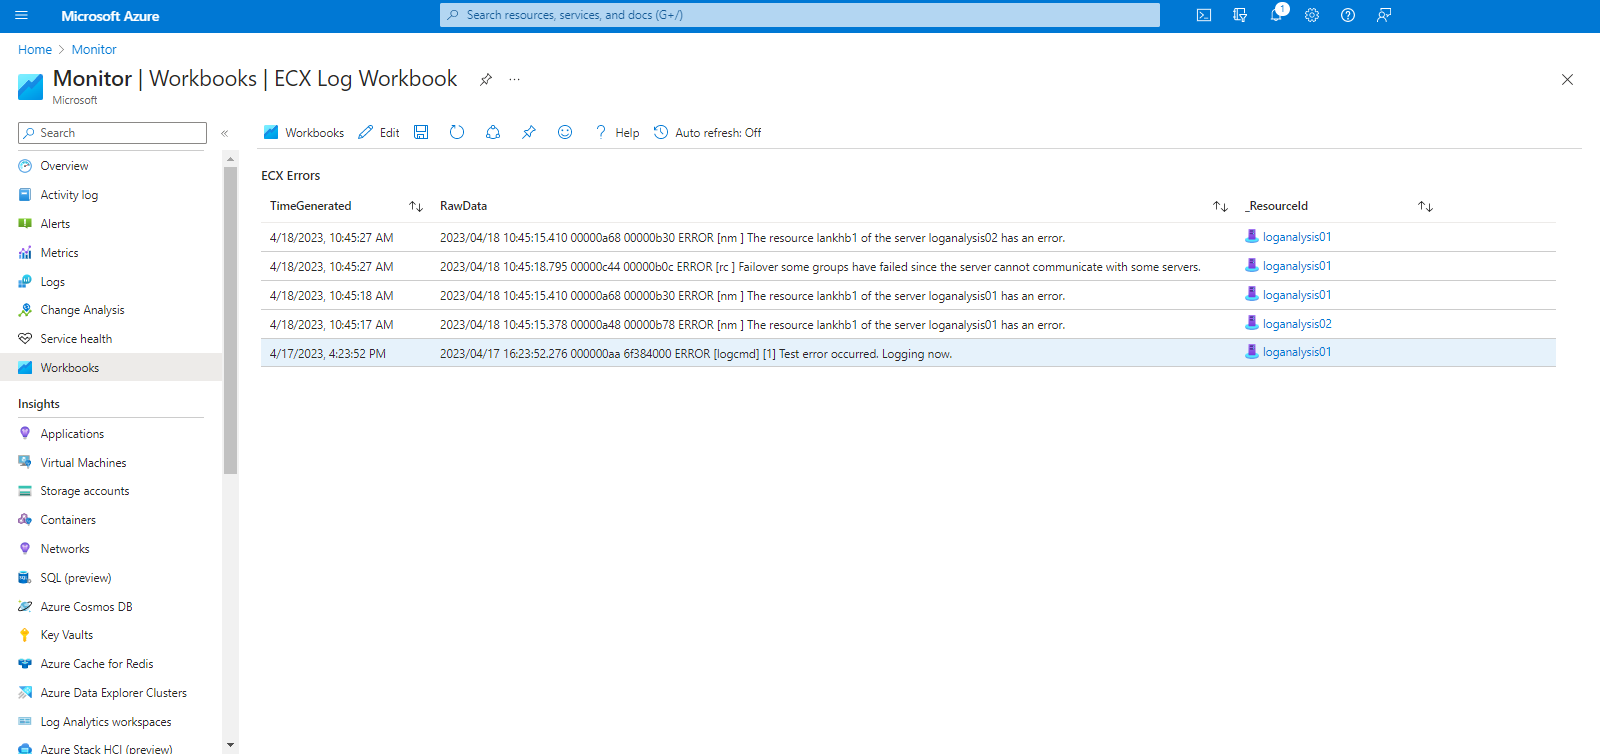 Microsoft Azure
Search resources, services, and docs (G+/)
1
Home > Monitor
Monitor | Workbooks | ECX Log Workbook
Microsoft
Search
Overview
Activity log
Alerts
Metrics
Logs
Change Analysis
Service health
Workbooks
Insights
Applications
Virtual Machines
Storage accounts
Containers
Networks
SQL (preview)
Azure Cosmos DB
Key Vaults
Azure Cache for Redis
Azure Data Explorer Clusters
Log Analytics workspaces
Azure Stack HCI (preview)
Workbooks Edit Help Auto refresh: Off
ECX Errors
TimeGenerated RawData _ResourceId
4/18/2023, 10:45:27 AM 2023/04/18 10:45:15.410 00000a68 00000b30 ERROR [nm ] The resource lankhb1 of the server loganalysis02 has an error. loganalysis01
4/18/2023, 10:45:27 AM 2023/04/18 10:45:18.795 00000c44 00000b0c ERROR [rc ] Failover some groups have failed since the server cannot communicate with some servers. loganalysis01
4/18/2023, 10:45:18 AM 2023/04/18 10:45:15.410 00000a68 00000b30 ERROR [nm ] The resource lankhb1 of the server loganalysis01 has an error. loganalysis01
4/18/2023, 10:45:17 AM 2023/04/18 10:45:15.378 00000a48 00000b78 ERROR [nm ] The resource lankhb1 of the server loganalysis01 has an error. loganalysis02
4/17/2023, 4:23:52 PM 2023/04/17 16:23:52.276 000000aa 6f384000 ERROR [logcmd] [1] Test error occurred. Logging now. loganalysis01